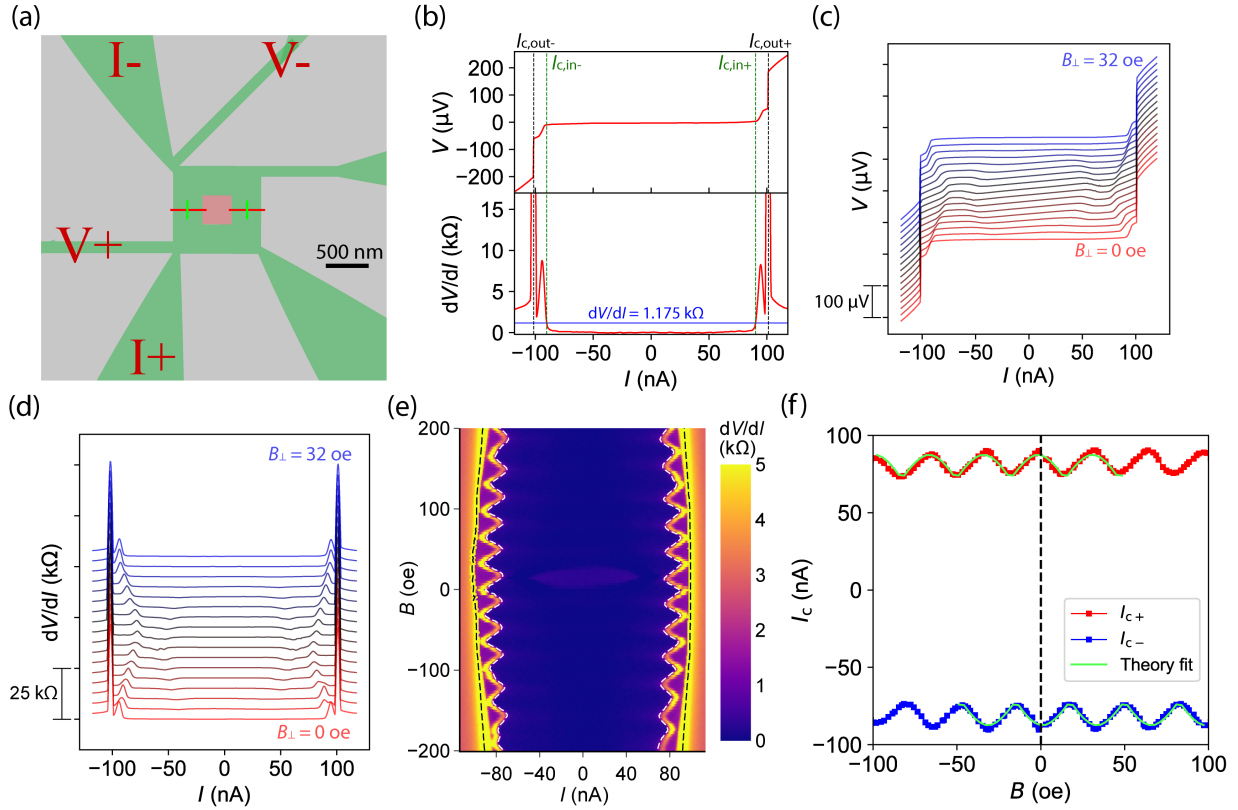 (a)
I-
V-
V+
500 nm
I+
(b)
Ic,out-
Ic,out+
Ic,in-
Ic,in+
200
100
0
−100
−200
V (μV)
15
10
5
0
dV/dI (kΩ)
dV/dI = 1.175 kΩ
−100 −50 0 50 100
I (nA)
(c)
B⊥ = 32 oe
V (μV)
B⊥ = 0 oe
100 μV
−100 −50 0 50 100
I (nA)
(d)
B⊥ = 32 oe
dV/dI (kΩ)
25 kΩ
B⊥ = 0 oe
−100 −50 0 50 100
I (nA)
(e)
dV/dI
(kΩ)
200
100
0
−100
−200
B (oe)
−80 −40 0 40 80
I (nA)
5
4
3
2
1
0
(f)
100
50
0
−50
−100
Ic (nA)
Ic+
Ic−
Theory fit
−100 −50 0 50 100
B (oe)